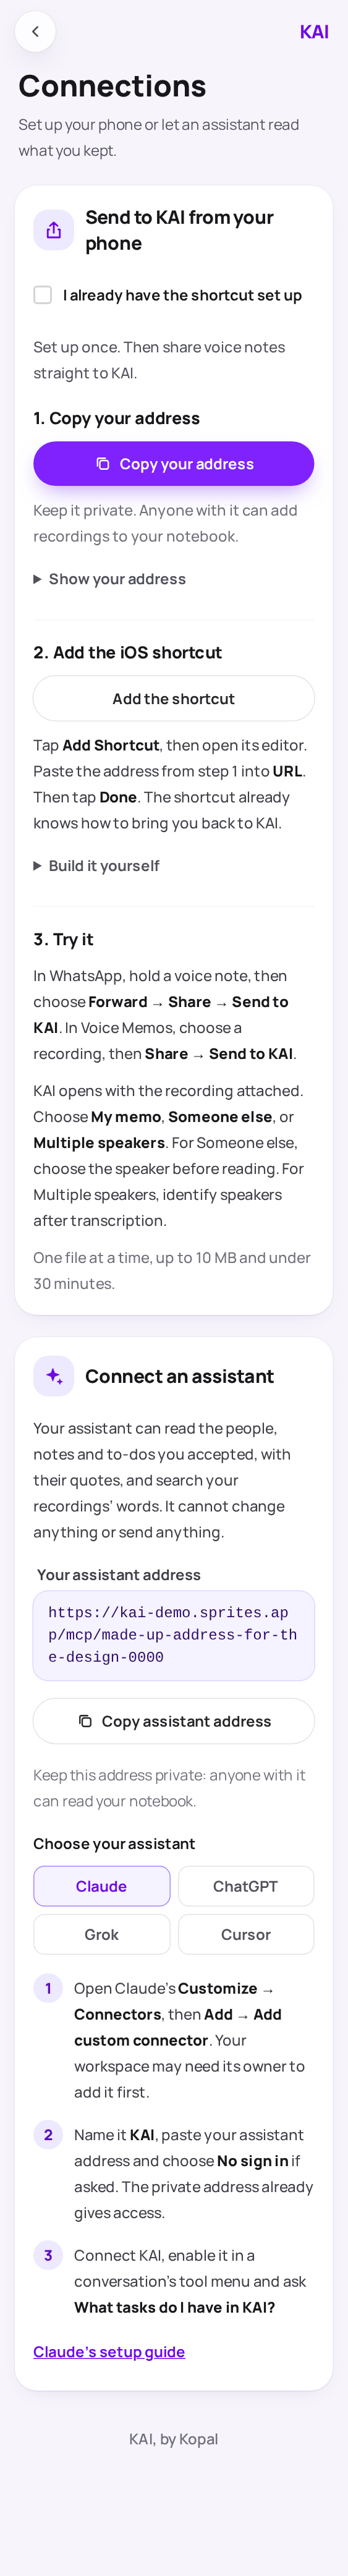 KAI
Connections
Set up your phone or let an assistant read
what you kept.
Send to KAI from your
phone
I already have the shortcut set up
Set up once. Then share voice notes
straight to KAI.
1. Copy your address
Copy your address
Keep it private. Anyone with it can add
recordings to your notebook.
Show your address
2. Add the iOS shortcut
Add the shortcut
Tap Add Shortcut, then open its editor.
Paste the address from step 1 into URL.
Then tap Done. The shortcut already
knows how to bring you back to KAI.
Build it yourself
3. Try it
In WhatsApp, hold a voice note, then
choose Forward → Share → Send to
KAI. In Voice Memos, choose a
recording, then Share → Send to KAI.
KAI opens with the recording attached.
Choose My memo, Someone else, or
Multiple speakers. For Someone else,
choose the speaker before reading. For
Multiple speakers, identify speakers
after transcription.
One file at a time, up to 10 MB and under
30 minutes.
Connect an assistant
Your assistant can read the people,
notes and to-dos you accepted, with
their quotes, and search your
recordings' words. It cannot change
anything or send anything.
Your assistant address
https://kai-demo.sprites.ap
p/mcp/made-up-address-for-th
e-design-0000
Copy assistant address
Keep this address private: anyone with it
can read your notebook.
Choose your assistant
Claude
ChatGPT
Grok
Cursor
1 Open Claude's Customize →
Connectors, then Add → Add
custom connector. Your
workspace may need its owner to
add it first.
2 Name it KAI, paste your assistant
address and choose No sign in if
asked. The private address already
gives access.
3 Connect KAI, enable it in a
conversation's tool menu and ask
What tasks do I have in KAI?
Claude's setup guide
KAI, by Kopal